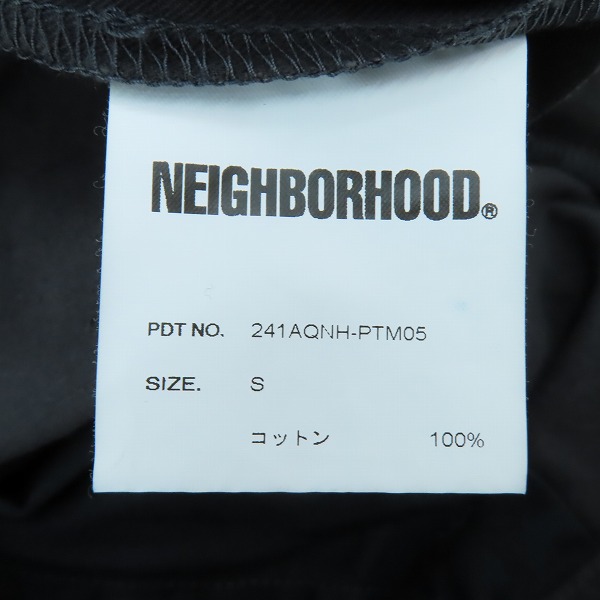 NEIGHBORHOOD®
PDT NO. 241AQNH-PTM05
SIZE. S
コットン 100%